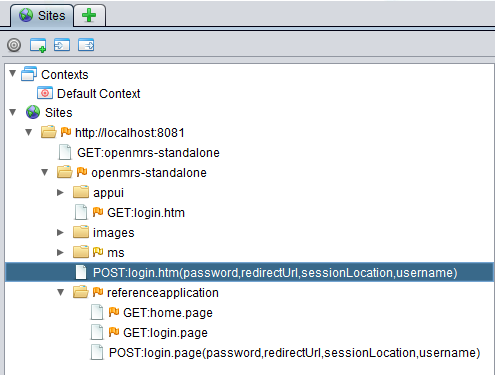 Sites
Contexts
Default Context
Sites
http://localhost:8081
GET:openmrs-standalone
openmrs-standalone
appui
GET:login.htm
images
ms
POST:login.htm(password,redirectUrl,sessionLocation,username)
referenceapplication
GET:home.page
GET:login.page
POST:login.page(password,redirectUrl,sessionLocation,username)